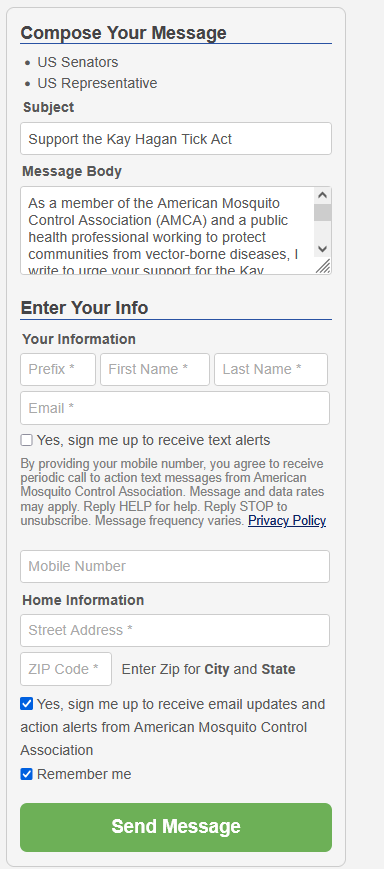 Compose Your Message
US Senators
US Representative
Subject
Support the Kay Hagan Tick Act
Message Body
As a member of the American Mosquito
Control Association (AMCA) and a public
health professional working to protect
communities from vector-borne diseases, I
write to urge your support for the Kay
Enter Your Info
Your Information
Prefix * First Name * Last Name *
Email *
Yes, sign me up to receive text alerts
By providing your mobile number, you agree to receive
periodic call to action text messages from American
Mosquito Control Association. Message and data rates
may apply. Reply HELP for help. Reply STOP to
unsubscribe. Message frequency varies. Privacy Policy
Mobile Number
Home Information
Street Address *
ZIP Code * Enter Zip for City and State
Yes, sign me up to receive email updates and
action alerts from American Mosquito Control
Association
Remember me
Send Message